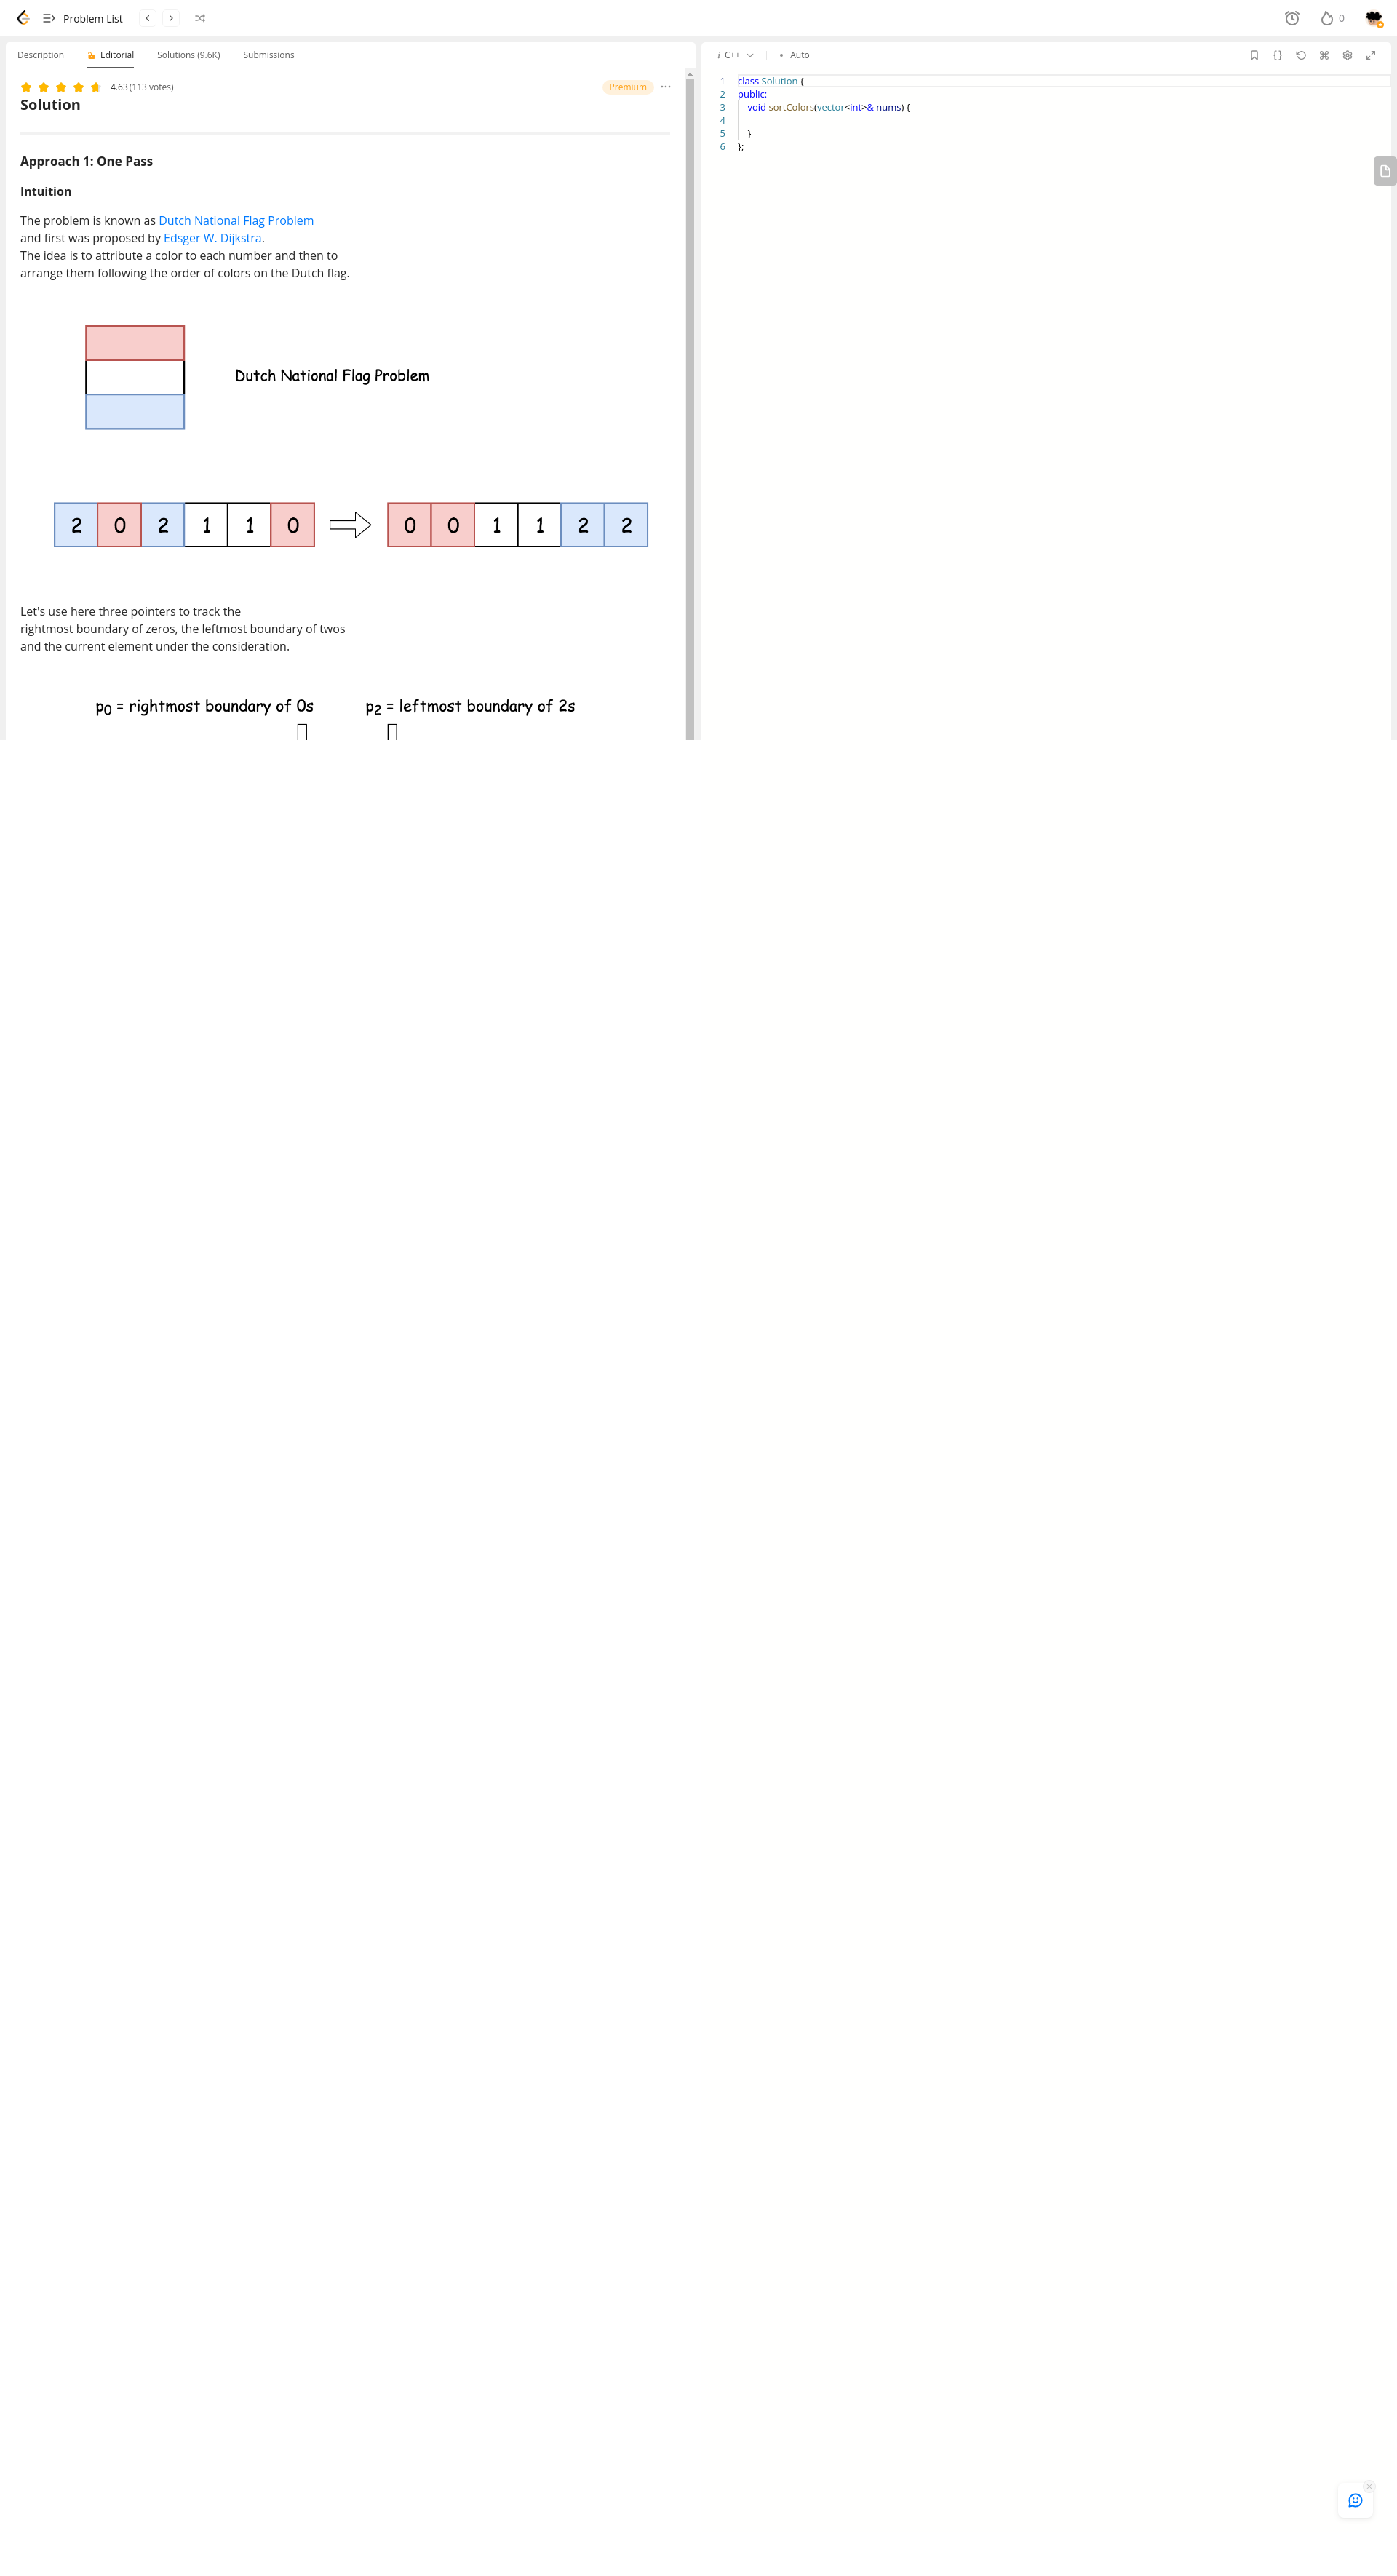 Problem List
0
Description
Editorial
Solutions (9.6K)
Submissions
4.63 (113 votes)
Premium
Solution
Approach 1: One Pass
Intuition
The problem is known as Dutch National Flag Problem
and first was proposed by Edsger W. Dijkstra.
The idea is to attribute a color to each number and then to
arrange them following the order of colors on the Dutch flag.
Dutch National Flag Problem
2 0 2 1 1 0 0 0 1 1 2 2
Let's use here three pointers to track the
rightmost boundary of zeros, the leftmost boundary of twos
and the current element under the consideration.
p0 = rightmost boundary of 0s
p2 = leftmost boundary of 2s
i C++
Auto
1 class Solution {
2 public:
3 void sortColors(vector<int>& nums) {
4
5 }
6 };